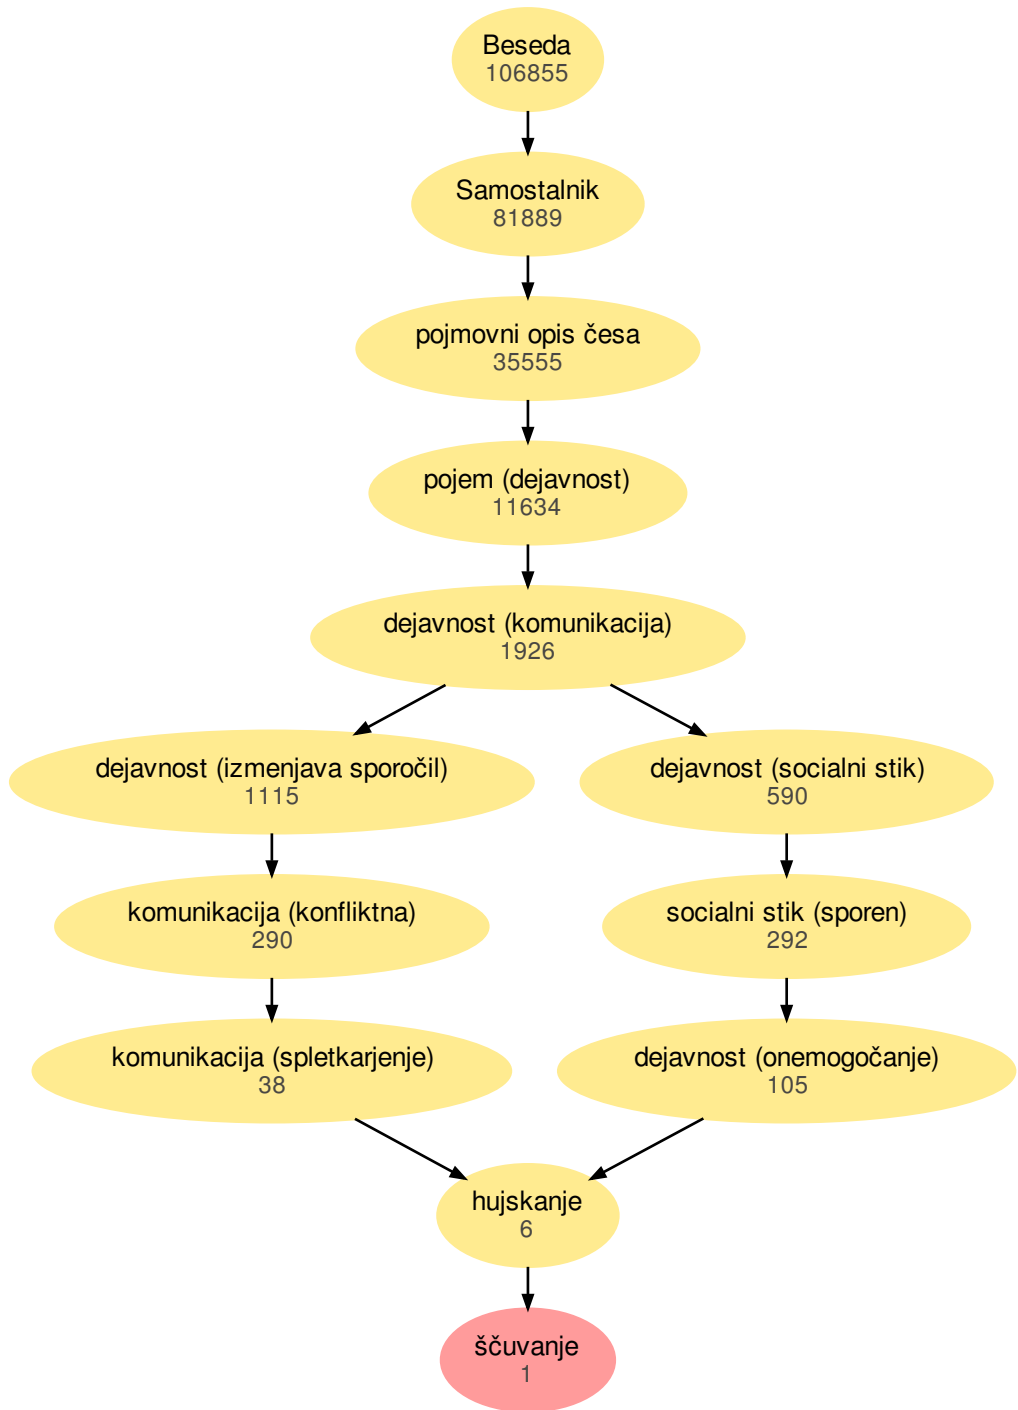 Beseda
106855
Samostalnik
81889
pojmovni opis česa
35555
pojem (dejavnost)
11634
dejavnost (komunikacija)
1926
dejavnost (izmenjava sporočil)
1115
dejavnost (socialni stik)
590
komunikacija (konfliktna)
290
socialni stik (sporen)
292
komunikacija (spletkarjenje)
38
dejavnost (onemogočanje)
105
hujskanje
6
ščuvanje
1